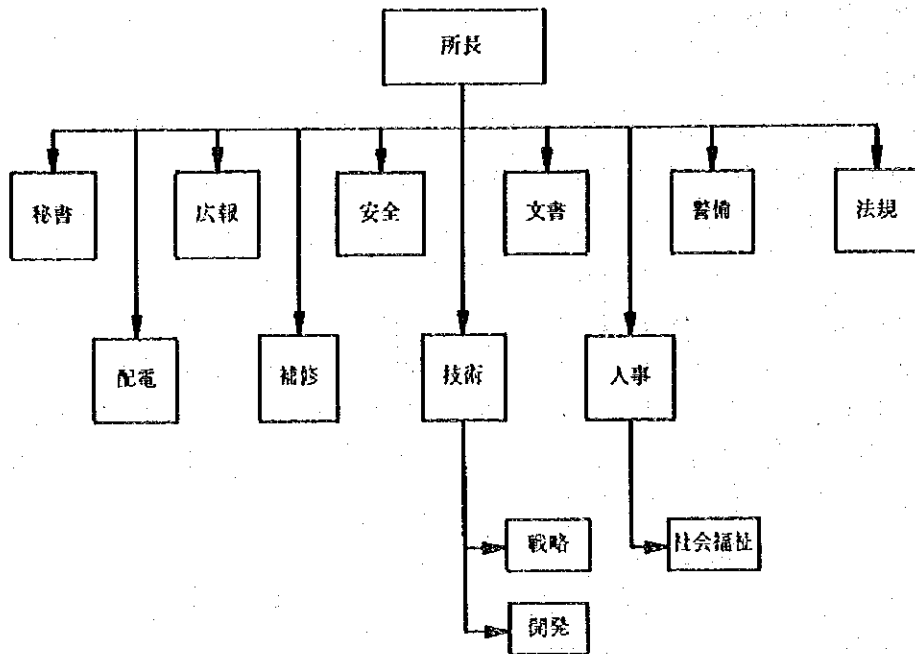 所長
秘書
広報
安全
文書
警備
法規
配電
補修
技術
人事
戦略
社会福祉
開発